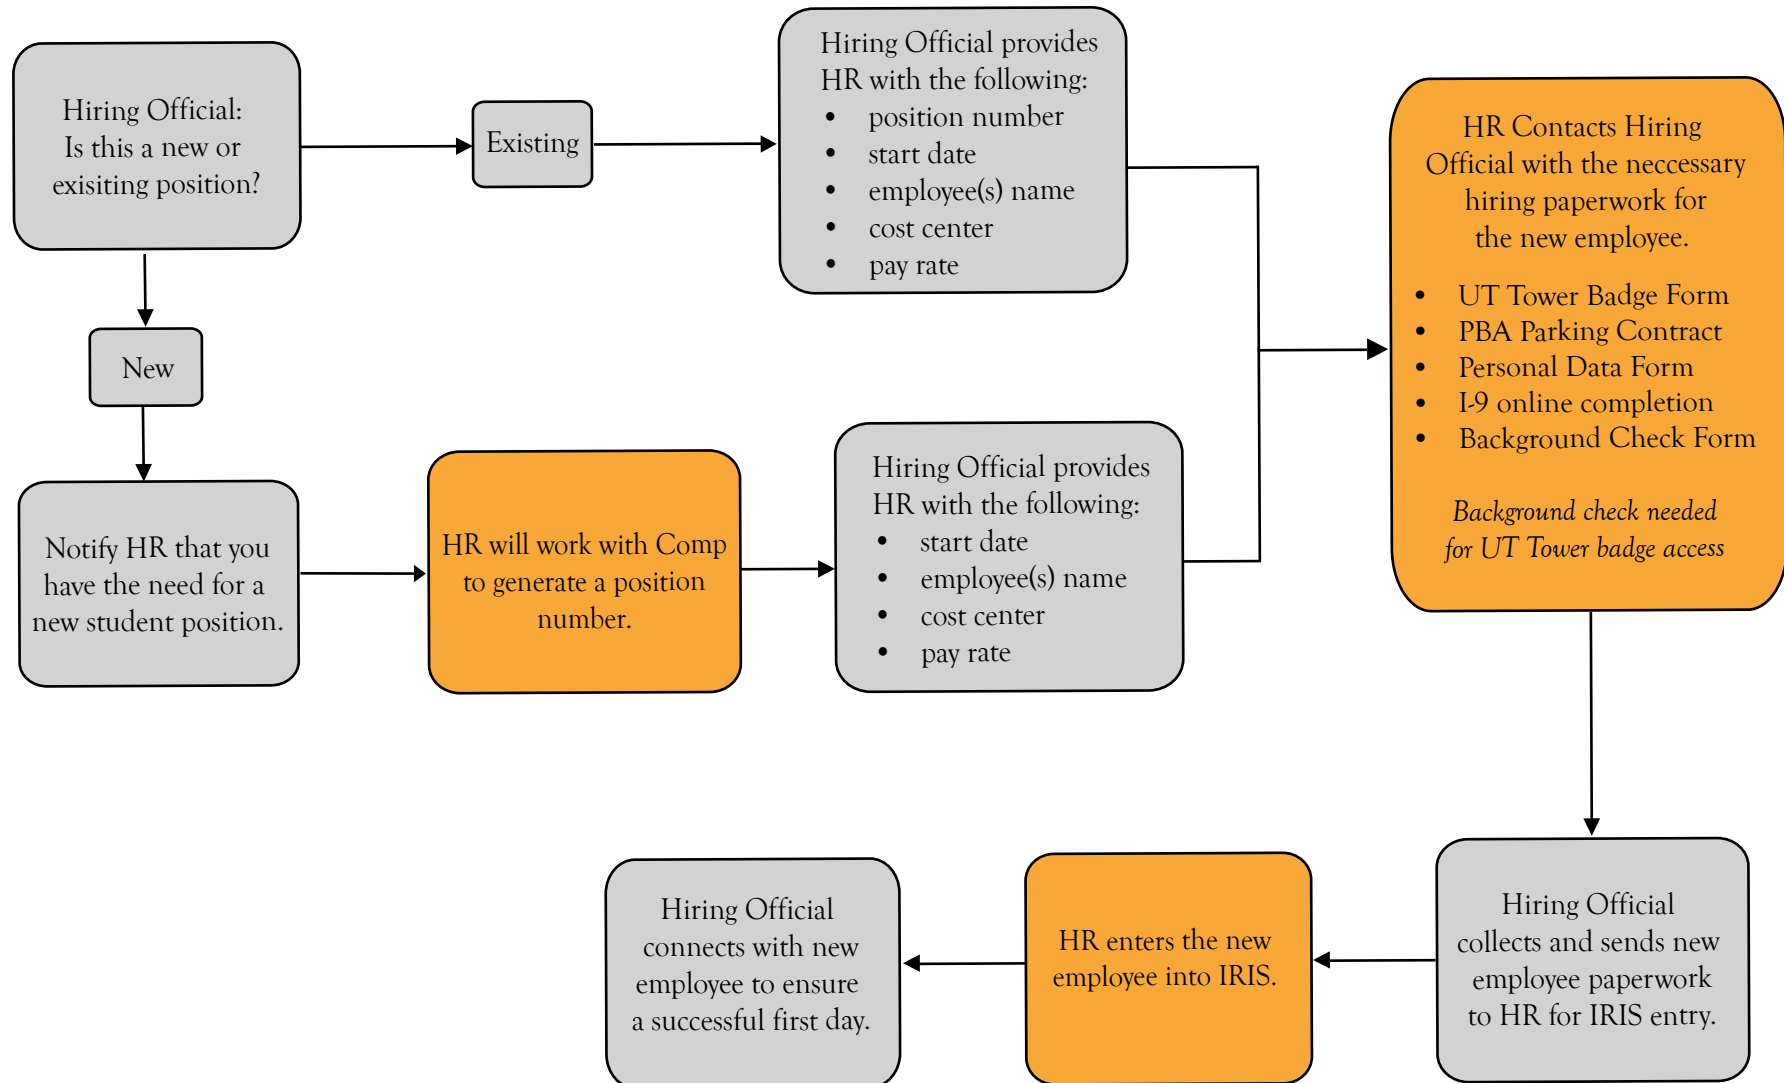 Hiring Official:
Is this a new or
exisiting position?
Existing
Hiring Official provides
HR with the following:
• position number
• start date
• employee(s) name
• cost center
• pay rate
New
Notify HR that you
have the need for a
new student position.
HR will work with Comp
to generate a position
number.
Hiring Official provides
HR with the following:
• start date
• employee(s) name
• cost center
• pay rate
HR Contacts Hiring
Official with the neccessary
hiring paperwork for
the new employee.
• UT Tower Badge Form
• PBA Parking Contract
• Personal Data Form
• I-9 online completion
• Background Check Form
Background check needed
for UT Tower badge access
Hiring Official
collects and sends new
employee paperwork
to HR for IRIS entry.
HR enters the new
employee into IRIS.
Hiring Official
connects with new
employee to ensure
a successful first day.